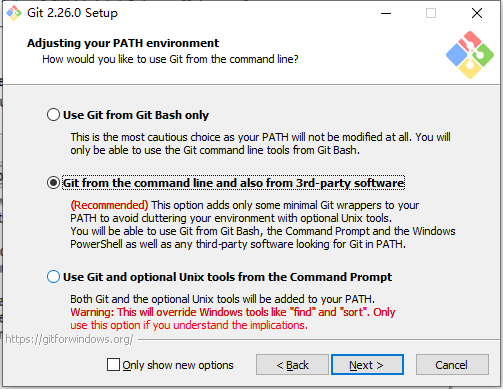 Git 2.26.0 Setup
Adjusting your PATH environment
How would you like to use Git from the command line?
Use Git from Git Bash only
This is the most cautious choice as your PATH will not be modified at all. You will
only be able to use the Git command line tools from Git Bash.
Git from the command line and also from 3rd-party software
(Recommended) This option adds only some minimal Git wrappers to your
PATH to avoid cluttering your environment with optional Unix tools.
You will be able to use Git from Git Bash, the Command Prompt and the Windows
PowerShell as well as any third-party software looking for Git in PATH.
Use Git and optional Unix tools from the Command Prompt
Both Git and the optional Unix tools will be added to your PATH.
Warning: This will override Windows tools like "find" and "sort". Only
use this option if you understand the implications.
https://gitforwindows.org/
Only show new options
< Back
Next >
Cancel